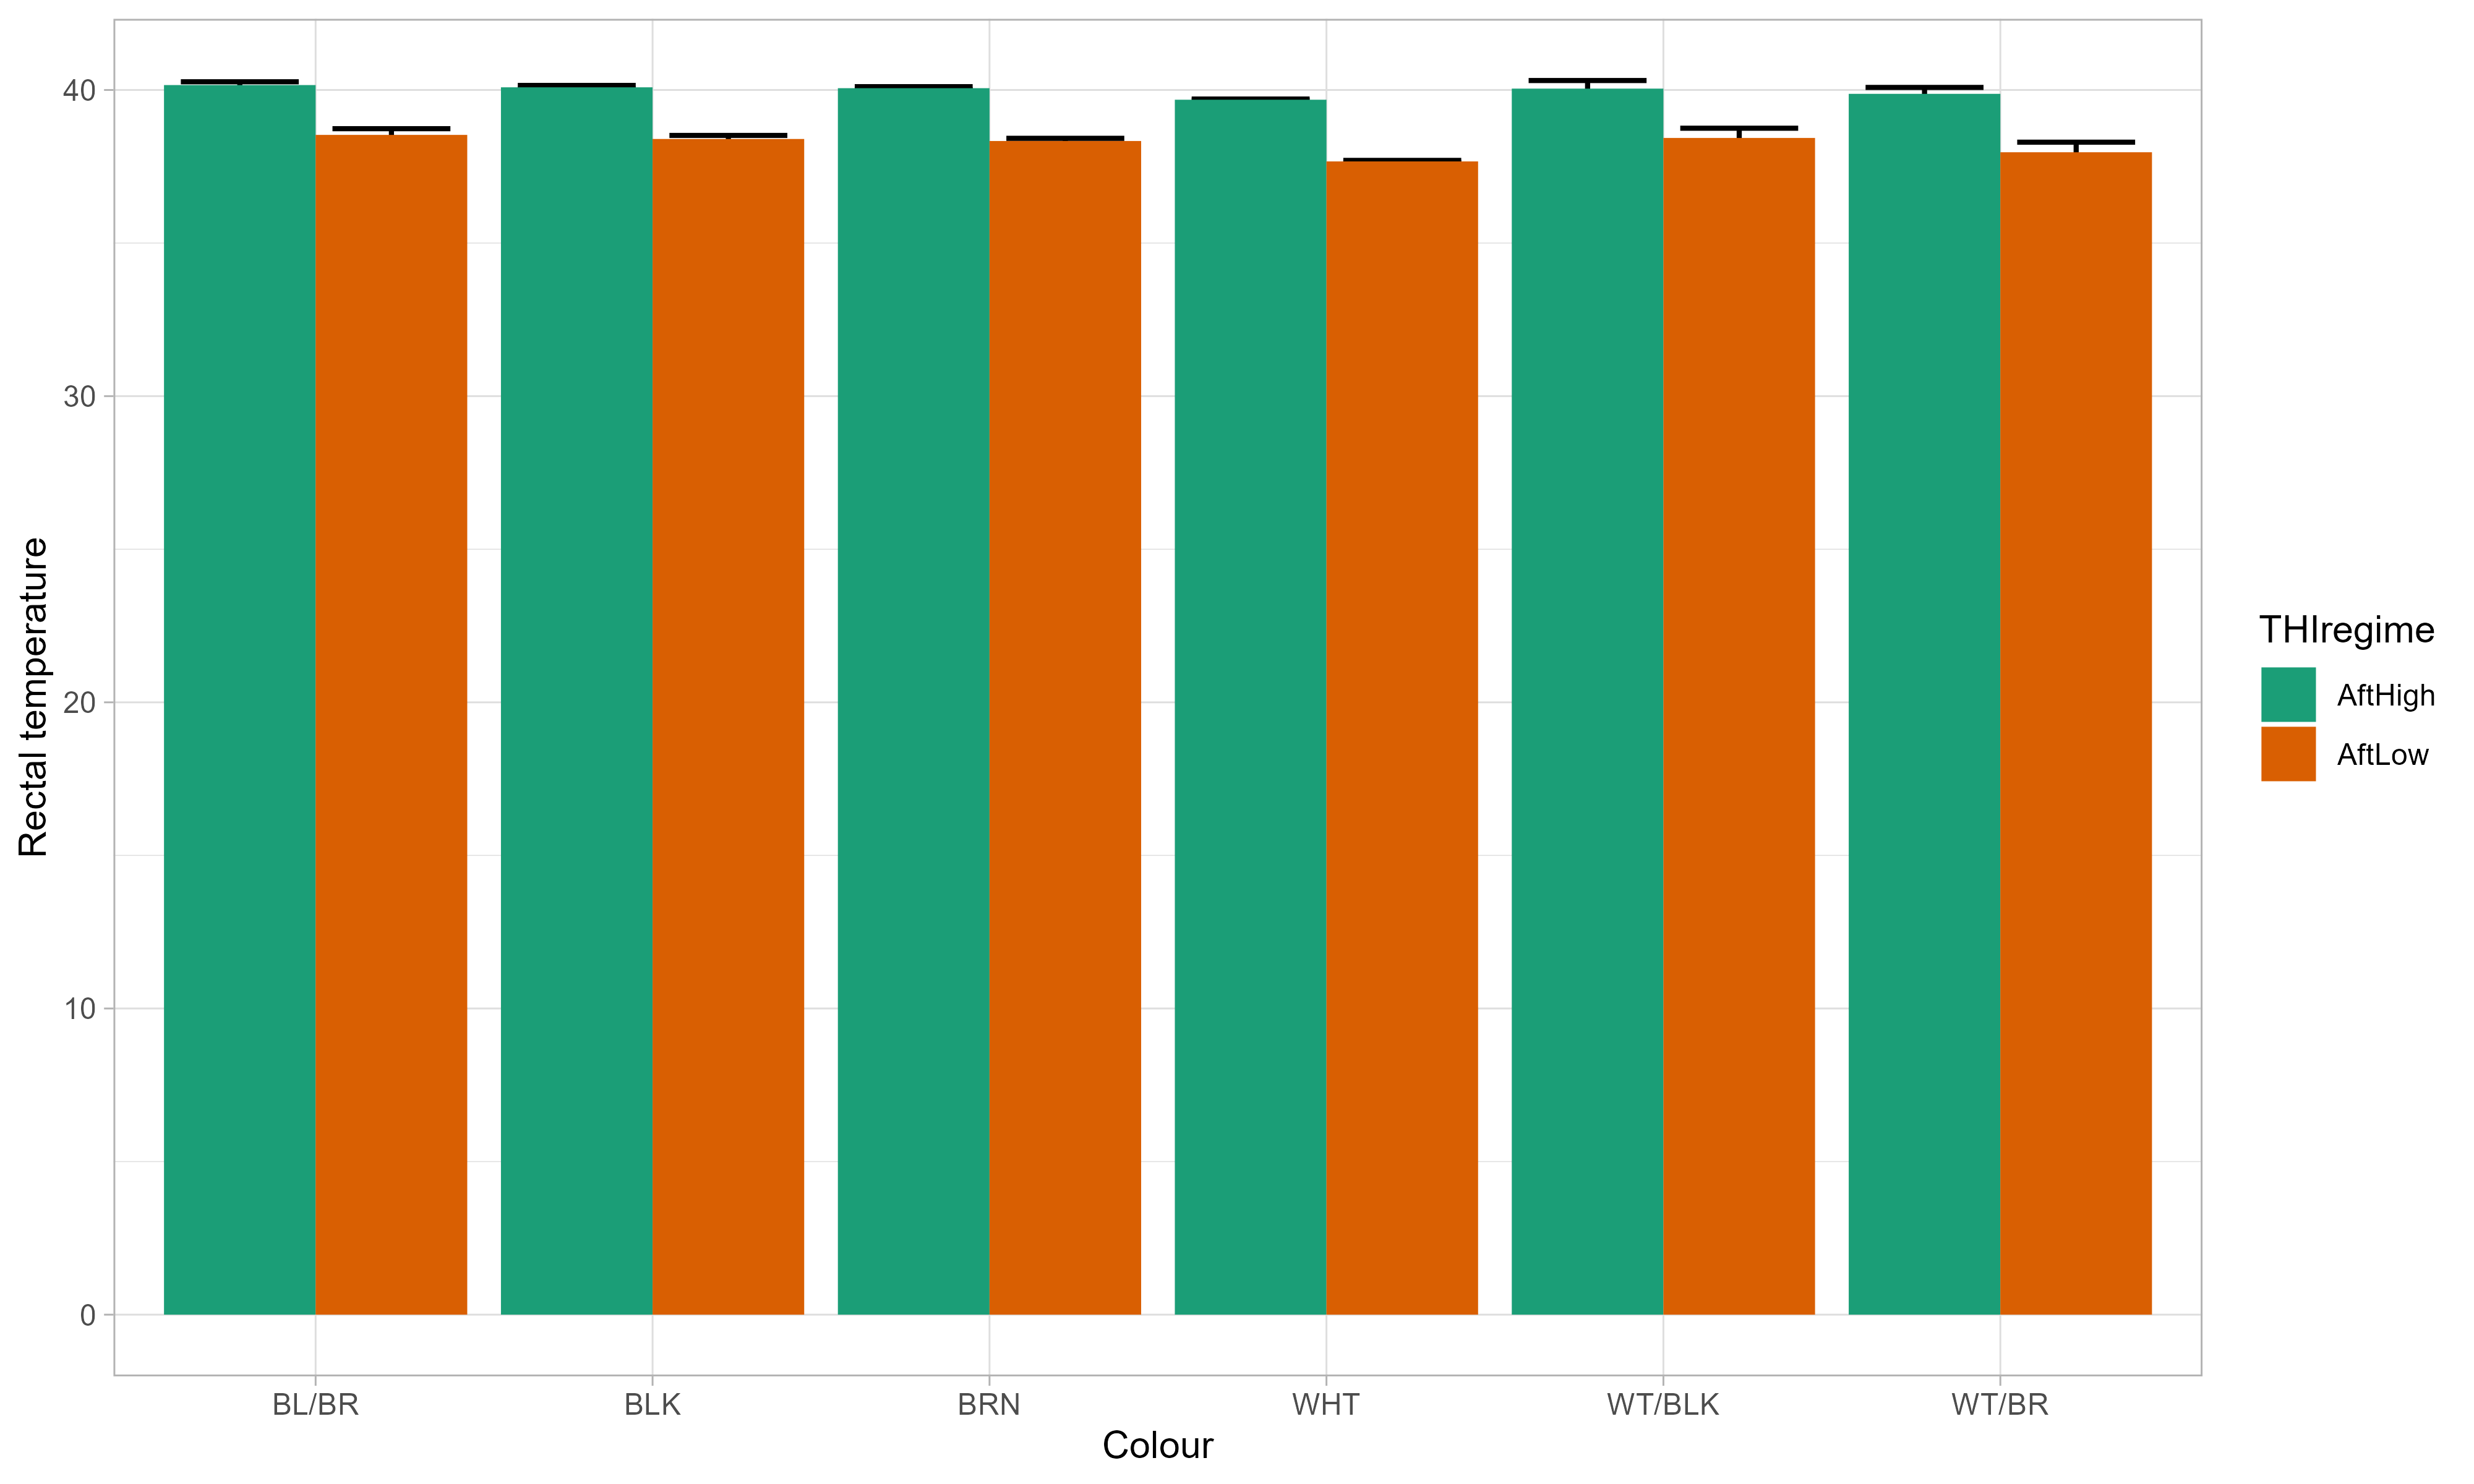 Rectal temperature
40
30
20
10
0
BL/BR
BLK
BRN
WHT
WT/BLK
WT/BR
Colour
THIregime
AftHigh
AftLow